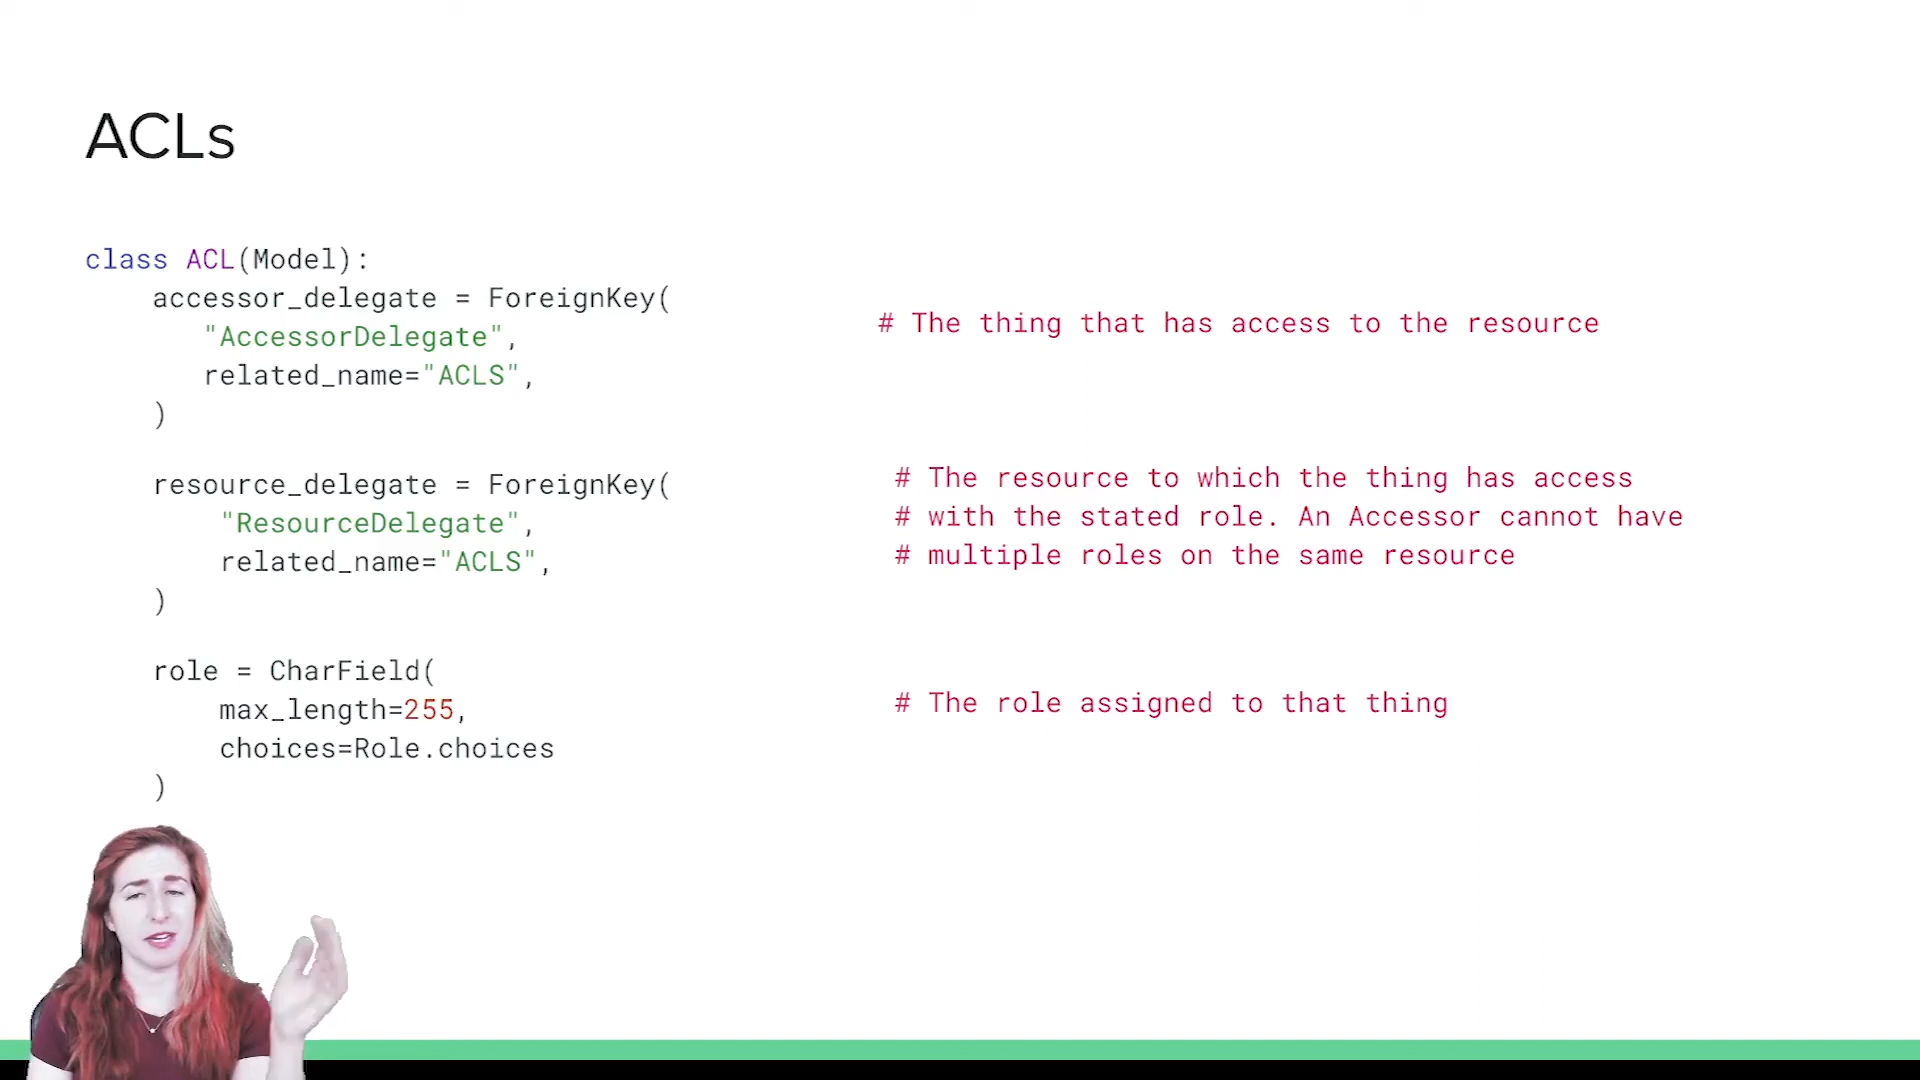 ACLs
class ACL(Model):
accessor_delegate = ForeignKey(
"AccessorDelegate",
related_name="ACLS",
)
# The thing that has access to the resource
resource_delegate = ForeignKey(
"ResourceDelegate",
related_name="ACLS",
)
# The resource to which the thing has access
# with the stated role. An Accessor cannot have
# multiple roles on the same resource
role = CharField(
max_length=255,
choices=Role.choices
)
# The role assigned to that thing